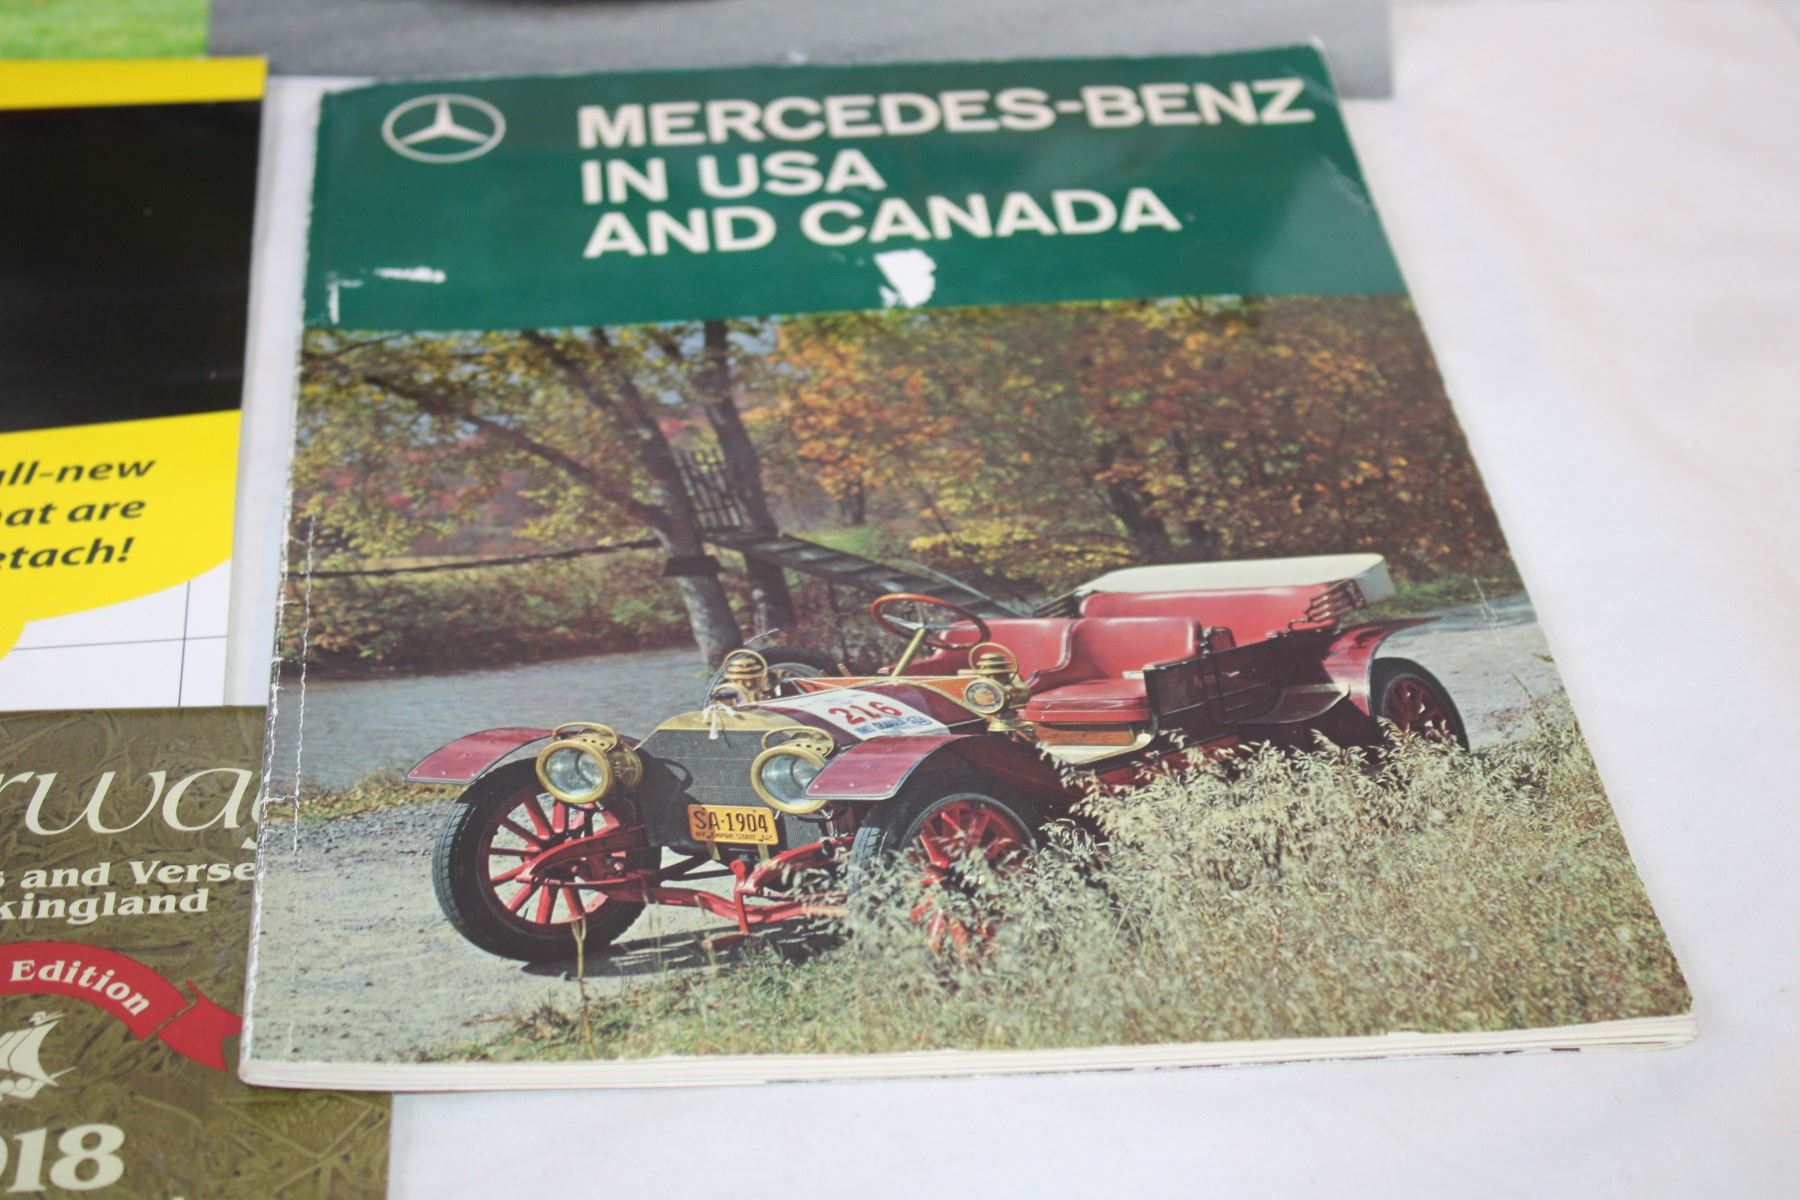 MERCEDES-BENZ
IN USA
AND CANADA
216
SA·1904
all-new
hat are
etach!
rwa
s and Verse
kingland
Edition
018